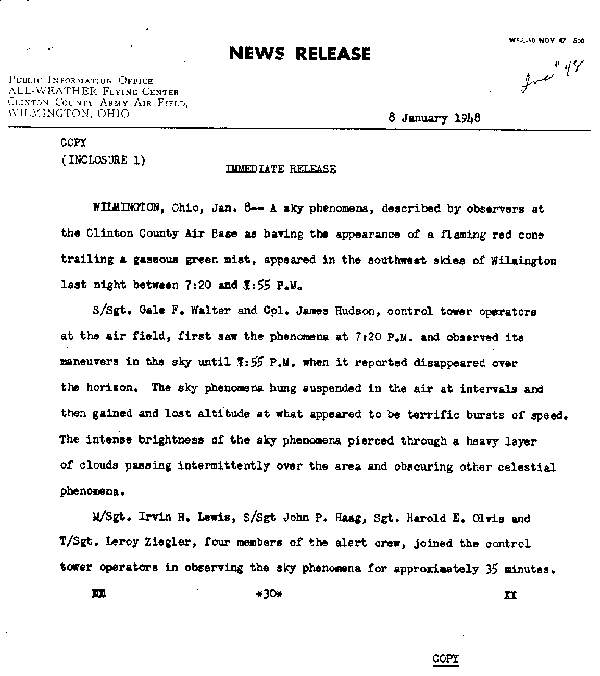 NOV 47
NEWS RELEASE
Public Information Office
ALL-WEATHER Flying Center
Clinton County Army Air Field,
WILMINGTON, OHIO
8 January 1948
COPY
(INCLOSURE 1)
IMMEDIATE RELEASE
WILMINGTON, Ohio, Jan. 8-- A sky phenomena, described by observers at
the Clinton County Air Base as having the appearance of a flaming red cone
trailing a gaseous green mist, appeared in the southwest skies of Wilmington
last night between 7:20 and :55 P.M.
S/Sgt. Gale F. Walter and Cpl. James Hudson, control tower operators
at the air field, first saw the phenomena at 7:20 P.M. and observed its
maneuvers in the sky until :55 P.M. when it reported disappeared over
the horison. The sky phenomena hung suspended in the air at intervals and
then gained and lost altitude at what appeared to be terrific bursts of speed.
The intense brightness of the sky phenomena pierced through a heavy layer
of clouds passing intermittently over the area and obscuring other celestial
phenomena.
M/Sgt. Irvin H. Lewis, S/Sgt John P. Haag, Sgt. Harold E. Olvis and
T/Sgt. Leroy Ziegler, four members of the alert crew, joined the control
tower operators in observing the sky phenomena for approximately 35 minutes.
*30*
COPY